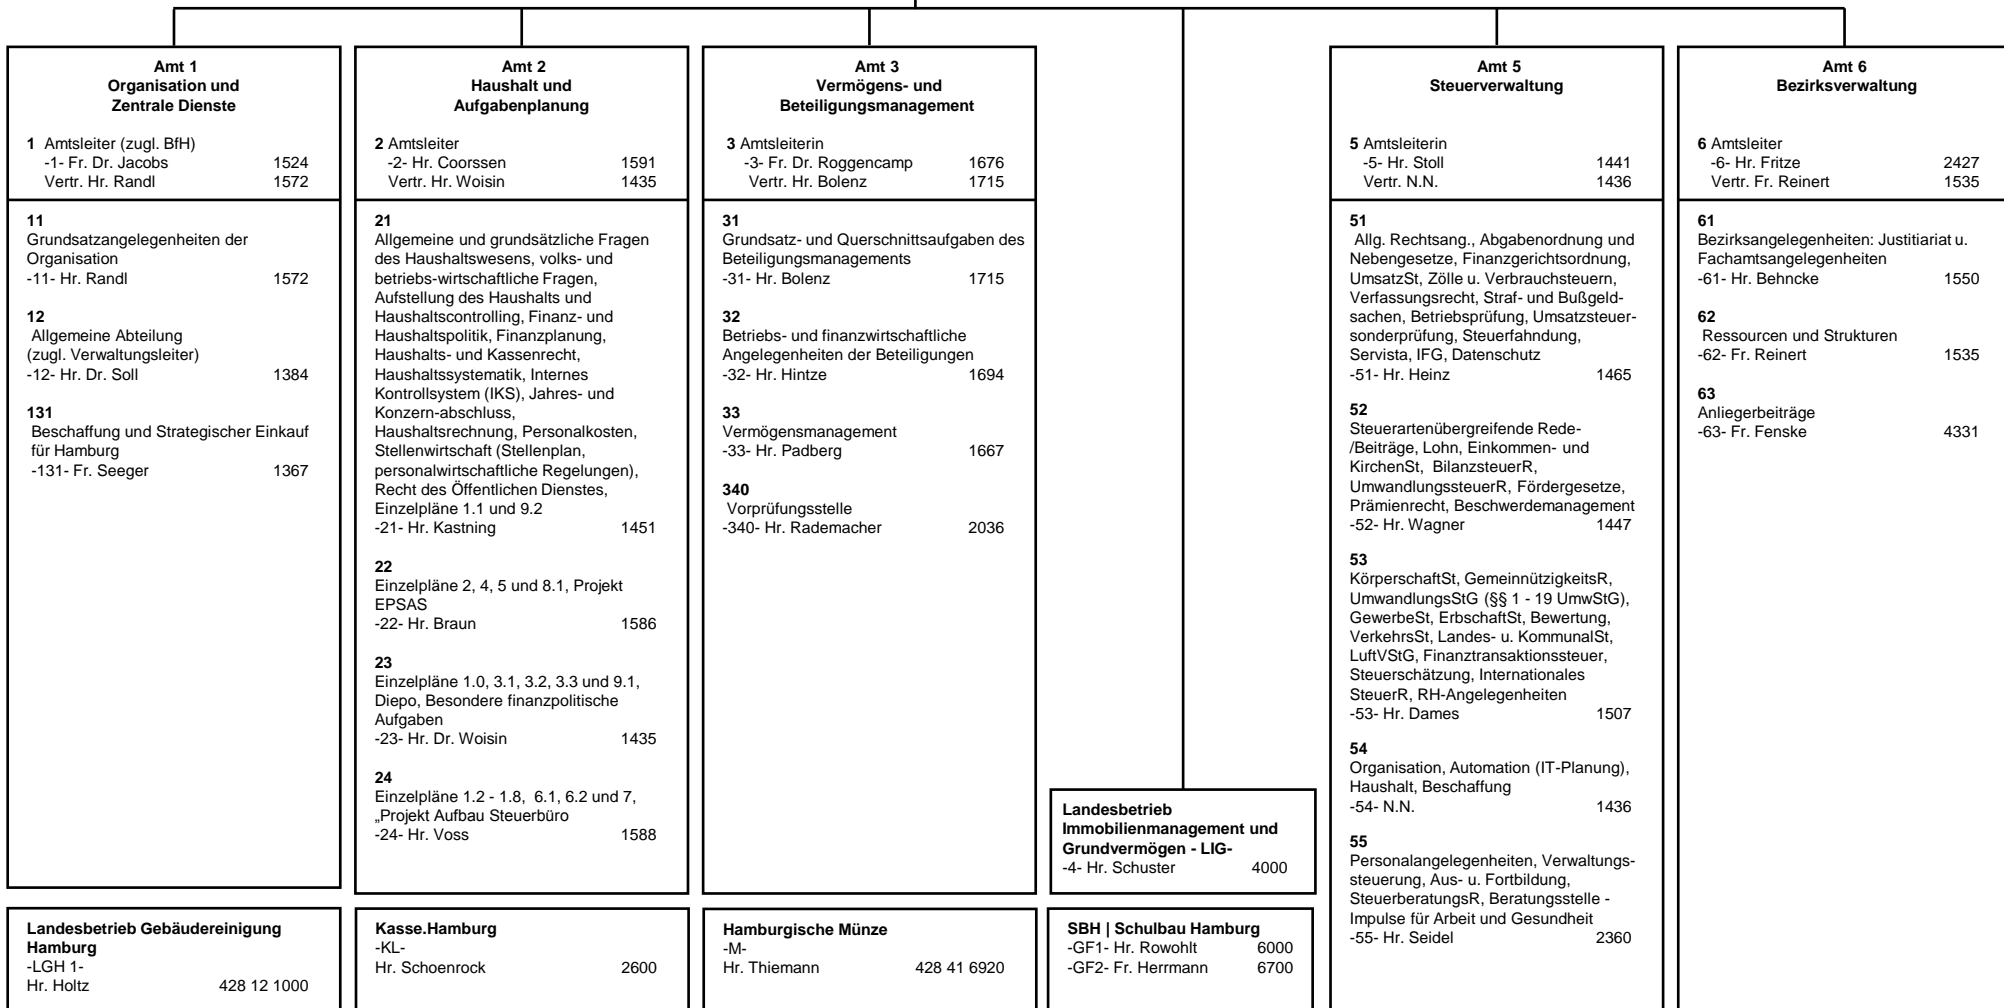 Amt 1
Organisation und
Zentrale Dienste
1 Amtsleiter (zugl. BfH)
-1- Fr. Dr. Jacobs 1524
Vertr. Hr. Randl 1572
11
Grundsatzangelegenheiten der
Organisation
-11- Hr. Randl 1572
12
Allgemeine Abteilung
(zugl. Verwaltungsleiter)
-12- Hr. Dr. Soll 1384
131
Beschaffung und Strategischer Einkauf
für Hamburg
-131- Fr. Seeger 1367
Landesbetrieb Gebäudereinigung
Hamburg
-LGH 1-
Hr. Holtz 428 12 1000
Amt 2
Haushalt und
Aufgabenplanung
2 Amtsleiter
-2- Hr. Coorssen 1591
Vertr. Hr. Woisin 1435
21
Allgemeine und grundsätzliche Fragen
des Haushaltswesens, volks- und
betriebs-wirtschaftliche Fragen,
Aufstellung des Haushalts und
Haushaltscontrolling, Finanz- und
Haushaltspolitik, Finanzplanung,
Haushalts- und Kassenrecht,
Haushaltssystematik, Internes
Kontrollsystem (IKS), Jahres- und
Konzern-abschluss,
Haushaltsrechnung, Personalkosten,
Stellenwirtschaft (Stellenplan,
personalwirtschaftliche Regelungen),
Recht des Öffentlichen Dienstes,
Einzelpläne 1.1 und 9.2
-21- Hr. Kastning 1451
22
Einzelpläne 2, 4, 5 und 8.1, Projekt
EPSAS
-22- Hr. Braun 1586
23
Einzelpläne 1.0, 3.1, 3.2, 3.3 und 9.1,
Diepo, Besondere finanzpolitische
Aufgaben
-23- Hr. Dr. Woisin 1435
24
Einzelpläne 1.2 - 1.8, 6.1, 6.2 und 7,
„Projekt Aufbau Steuerbüro
-24- Hr. Voss 1588
Kasse.Hamburg
-KL-
Hr. Schoenrock 2600
Amt 3
Vermögens- und
Beteiligungsmanagement
3 Amtsleiterin
-3- Fr. Dr. Roggencamp 1676
Vertr. Hr. Bolenz 1715
31
Grundsatz- und Querschnittsaufgaben des
Beteiligungsmanagements
-31- Hr. Bolenz 1715
32
Betriebs- und finanzwirtschaftliche
Angelegenheiten der Beteiligungen
-32- Hr. Hintze 1694
33
Vermögensmanagement
-33- Hr. Padberg 1667
340
Vorprüfungsstelle
-340- Hr. Rademacher 2036
Hamburgische Münze
-M-
Hr. Thiemann 428 41 6920
Landesbetrieb
Immobilienmanagement und
Grundvermögen - LIG-
-4- Hr. Schuster 4000
SBH | Schulbau Hamburg
-GF1- Hr. Rowohlt 6000
-GF2- Fr. Herrmann 6700
Amt 5
Steuerverwaltung
5 Amtsleiterin
-5- Hr. Stoll 1441
Vertr. N.N. 1436
51
Allg. Rechtsang., Abgabenordnung und
Nebengesetze, Finanzgerichtsordnung,
UmsatzSt, Zölle u. Verbrauchsteuern,
Verfassungsrecht, Straf- und Bußgeld-
sachen, Betriebsprüfung, Umsatzsteuer-
sonderprüfung, Steuerfahndung,
Servista, IFG, Datenschutz
-51- Hr. Heinz 1465
52
Steuerartenübergreifende Rede-
/Beiträge, Lohn, Einkommen- und
KirchenSt, BilanzsteuerR,
UmwandlungssteuerR, Fördergesetze,
Prämienrecht, Beschwerdemanagement
-52- Hr. Wagner 1447
53
KörperschaftSt, GemeinnützigkeitsR,
UmwandlungsStG (§§ 1 - 19 UmwStG),
GewerbeSt, ErbschaftSt, Bewertung,
VerkehrsSt, Landes- u. KommunalSt,
LuftVStG, Finanztransaktionssteuer,
Steuerschätzung, Internationales
SteuerR, RH-Angelegenheiten
-53- Hr. Dames 1507
54
Organisation, Automation (IT-Planung),
Haushalt, Beschaffung
-54- N.N. 1436
55
Personalangelegenheiten, Verwaltungs-
steuerung, Aus- u. Fortbildung,
SteuerberatungsR, Beratungsstelle -
Impulse für Arbeit und Gesundheit
-55- Hr. Seidel 2360
Amt 6
Bezirksverwaltung
6 Amtsleiter
-6- Hr. Fritze 2427
Vertr. Fr. Reinert 1535
61
Bezirksangelegenheiten: Justitiariat u.
Fachamtsangelegenheiten
-61- Hr. Behncke 1550
62
Ressourcen und Strukturen
-62- Fr. Reinert 1535
63
Anliegerbeiträge
-63- Fr. Fenske 4331